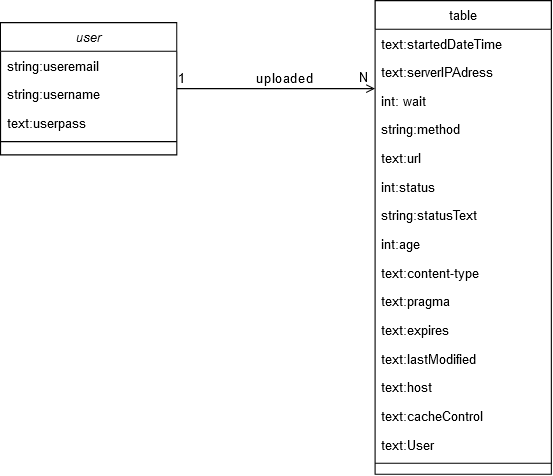 user
string:useremail
string:username
text:userpass
1 uploaded N
table
text:startedDateTime
text:serverIPAdress
int: wait
string:method
text:url
int:status
string:statusText
int:age
text:content-type
text:pragma
text:expires
text:lastModified
text:host
text:cacheControl
text:User